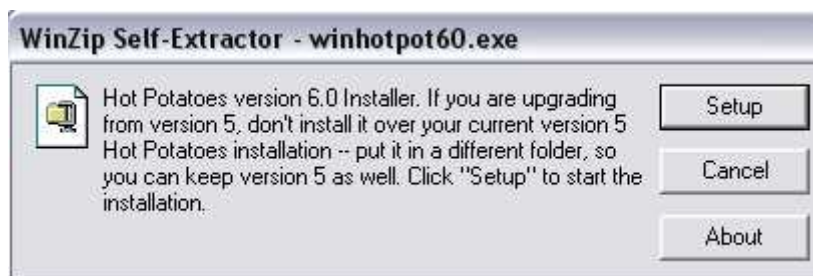 WinZip Self-Extractor - winhotpot60.exe
Hot Potatoes version 6.0 Installer. If you are upgrading
from version 5, don't install it over your current version 5
Hot Potatoes installation -- put it in a different folder, so
you can keep version 5 as well. Click "Setup" to start the
installation.
Setup
Cancel
About